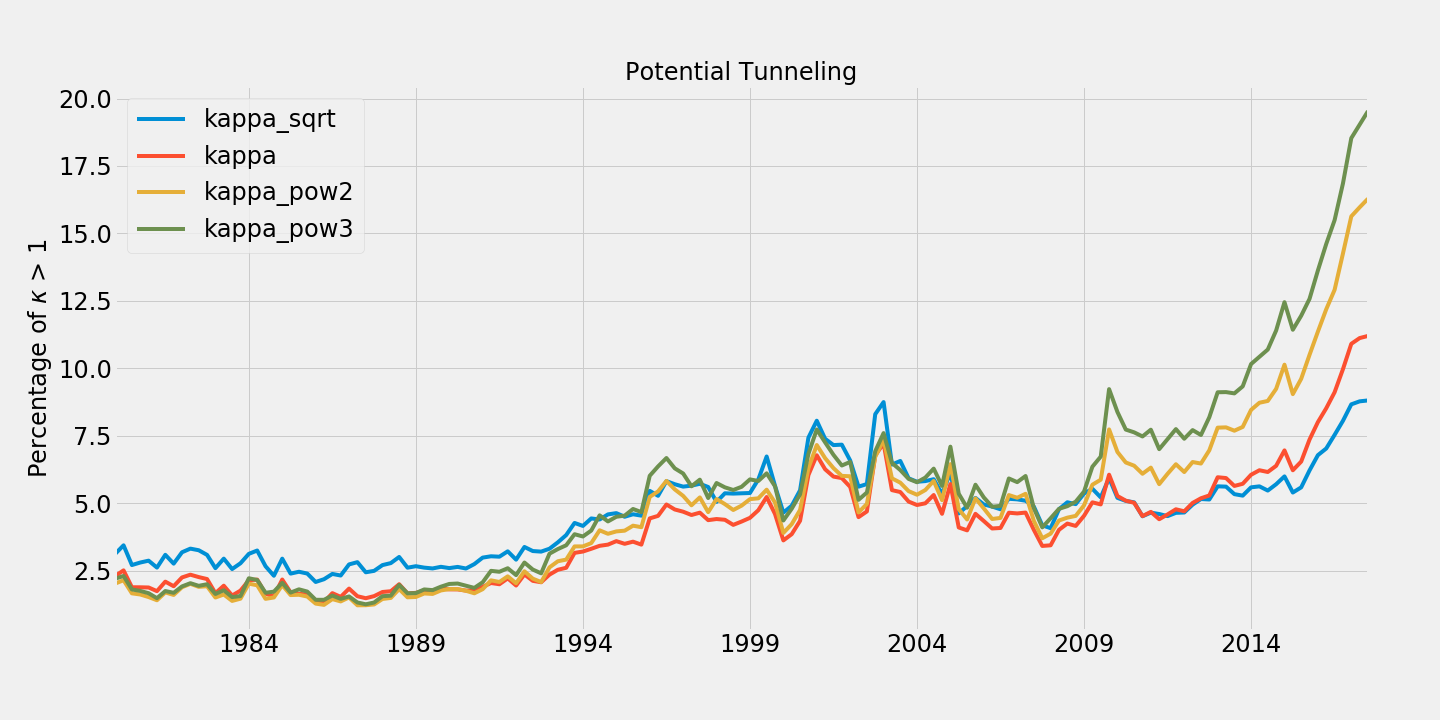 Potential Tunneling
Percentage of κ > 1
20.0
17.5
15.0
12.5
10.0
7.5
5.0
2.5
kappa_sqrt
kappa
kappa_pow2
kappa_pow3
1984 1989 1994 1999 2004 2009 2014